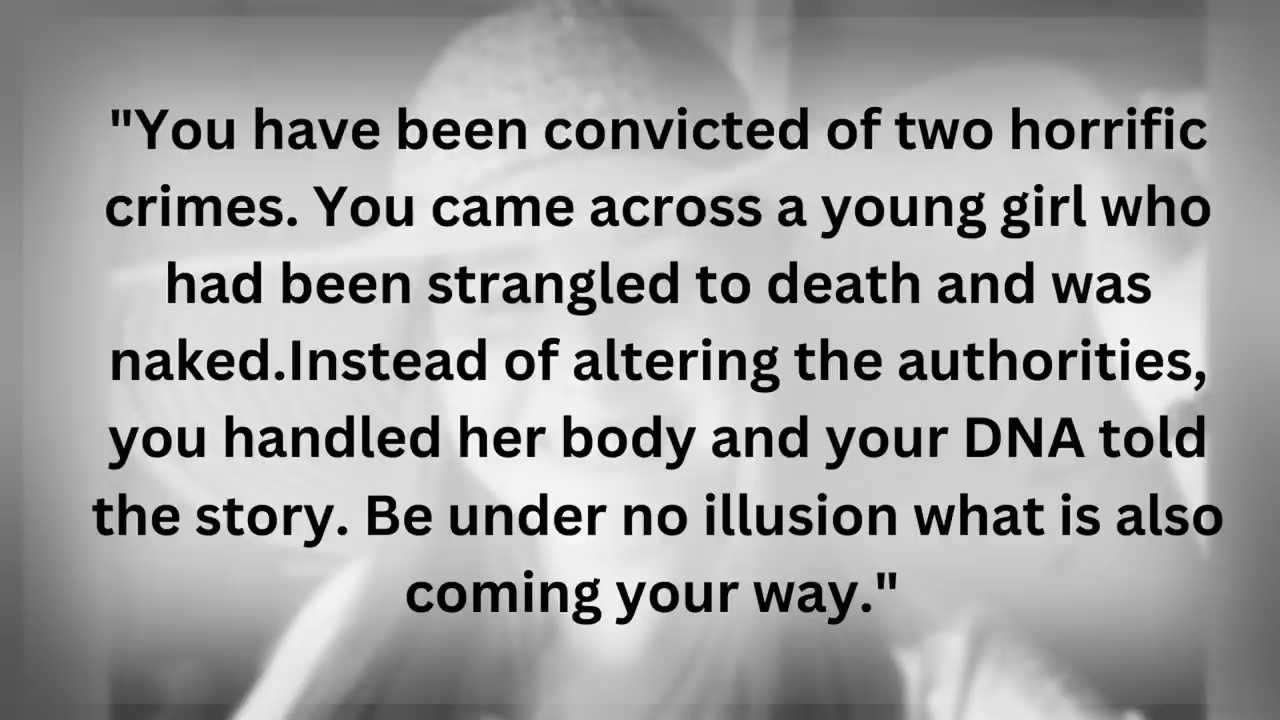 "You have been convicted of two horrific
crimes. You came across a young girl who
had been strangled to death and was
naked.Instead of altering the authorities,
you handled her body and your DNA told
the story. Be under no illusion what is also
coming your way."